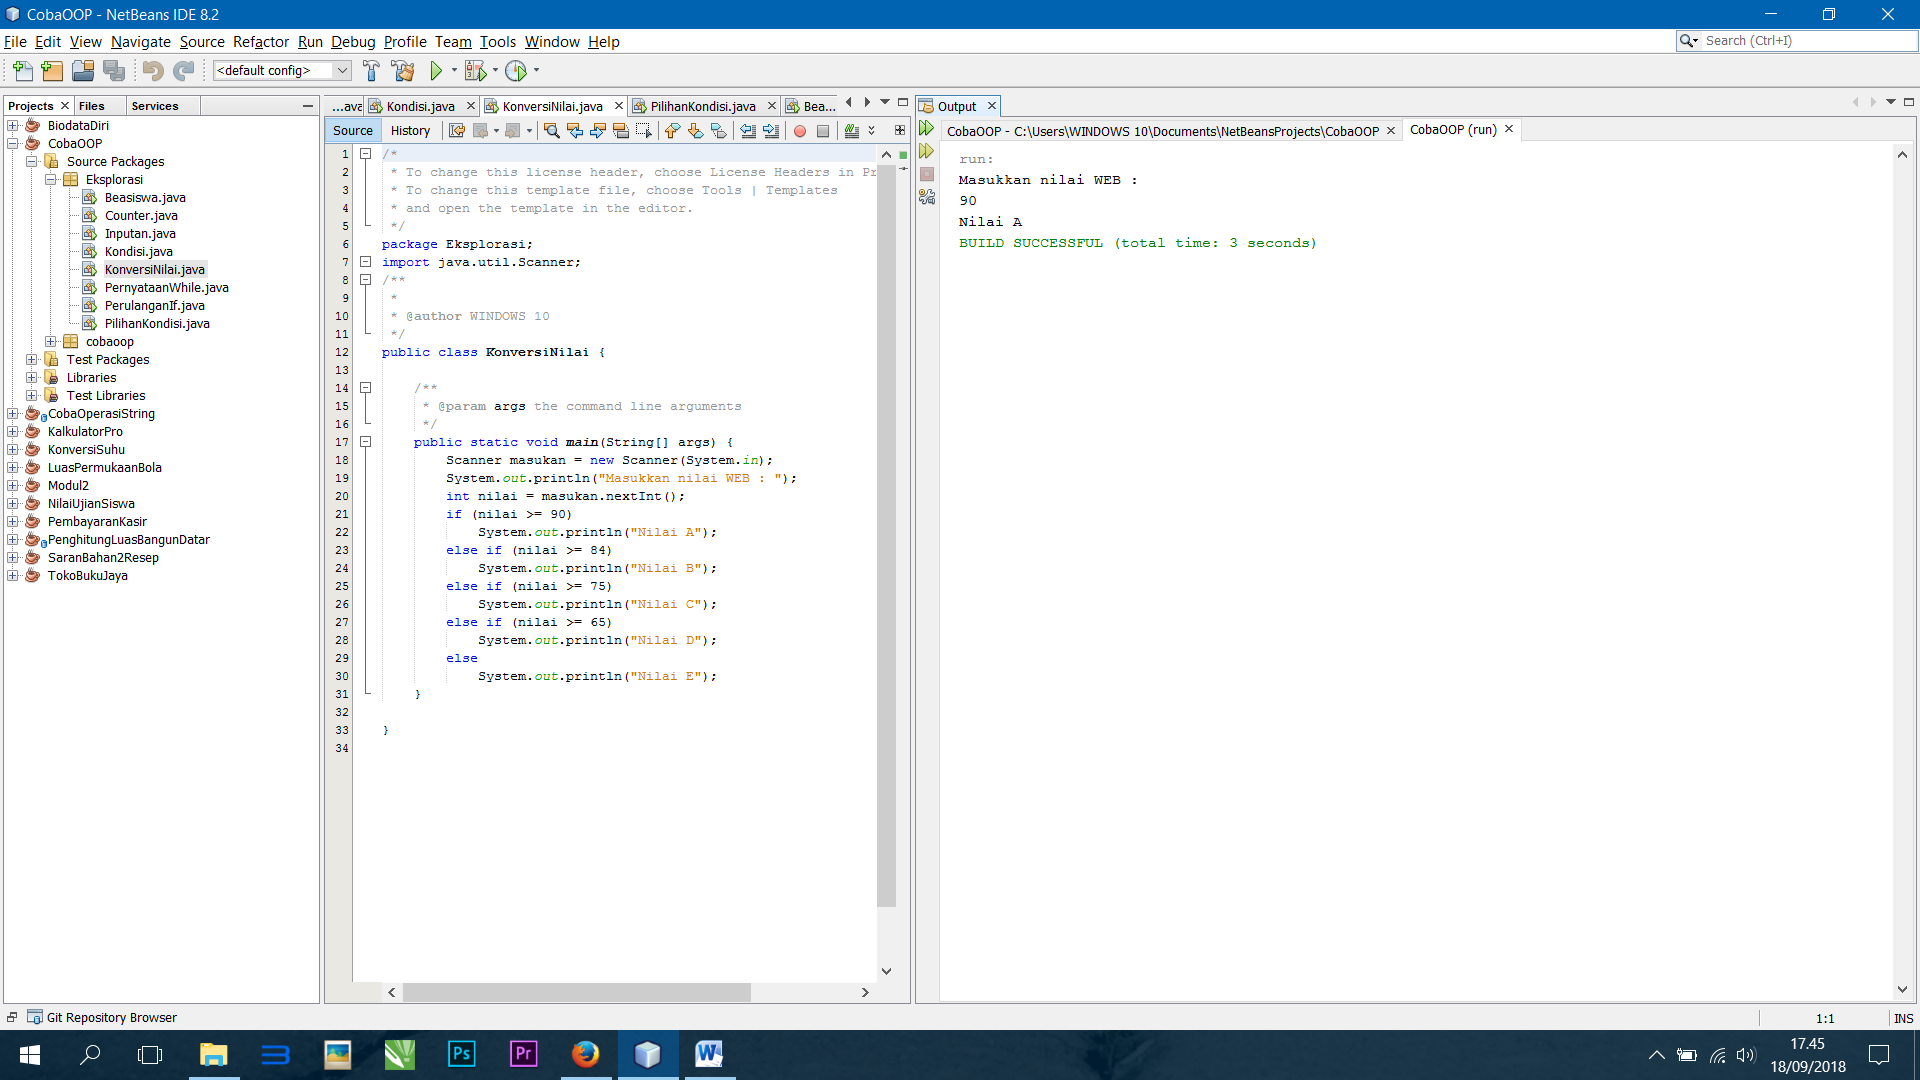 CobaOOP - NetBeans IDE 8.2
File Edit View Navigate Source Refactor Run Debug Profile Team Tools Window Help
Search (Ctrl+I)
<default config>
Projects Files Services
BiodataDiri
CobaOOP
Source Packages
Eksplorasi
Beasiswa.java
Counter.java
Inputan.java
Kondisi.java
KonversiNilai.java
PernyataanWhile.java
PerulanganIf.java
PilihanKondisi.java
cobaoop
Test Packages
Libraries
Test Libraries
CobaOperasiString
KalkulatorPro
KonversiSuhu
LuasPermukaanBola
Modul2
NilaiUjianSiswa
PembayaranKasir
PenghitungLuasBangunDatar
SaranBahan2Resep
TokoBukuJaya
...ava Kondisi.java KonversiNilai.java PilihanKondisi.java Bea...
Source History
1 /*
2 * To change this license header, choose License Headers in Pr
3 * To change this template file, choose Tools | Templates
4 * and open the template in the editor.
5 */
6 package Eksplorasi;
7 import java.util.Scanner;
8 /**
9 *
10 * @author WINDOWS 10
11 */
12 public class KonversiNilai {
13
14 /**
15 * @param args the command line arguments
16 */
17 public static void main(String[] args) {
18 Scanner masukan = new Scanner(System.in);
19 System.out.println("Masukkan nilai WEB : ");
20 int nilai = masukan.nextInt();
21 if (nilai >= 90)
22 System.out.println("Nilai A");
23 else if (nilai >= 84)
24 System.out.println("Nilai B");
25 else if (nilai >= 75)
26 System.out.println("Nilai C");
27 else if (nilai >= 65)
28 System.out.println("Nilai D");
29 else
30 System.out.println("Nilai E");
31 }
32
33 }
34
Output
CobaOOP - C:\Users\WINDOWS 10\Documents\NetBeansProjects\CobaOOP CobaOOP (run)
run:
Masukkan nilai WEB :
90
Nilai A
BUILD SUCCESSFUL (total time: 3 seconds)
Git Repository Browser
1:1 INS
Ps Pr
17.45
18/09/2018